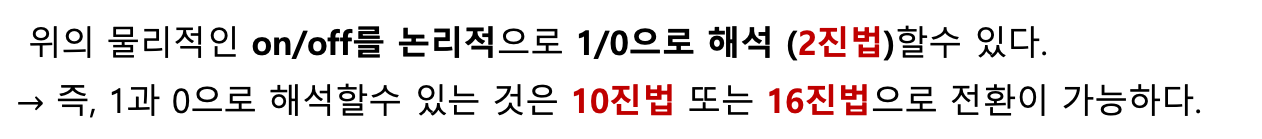 위의 물리적인 on/off를 논리적으로 1/0으로 해석 (2진법)할수 있다.
→ 즉, 1과 0으로 해석할수 있는 것은 10진법 또는 16진법으로 전환이 가능하다.